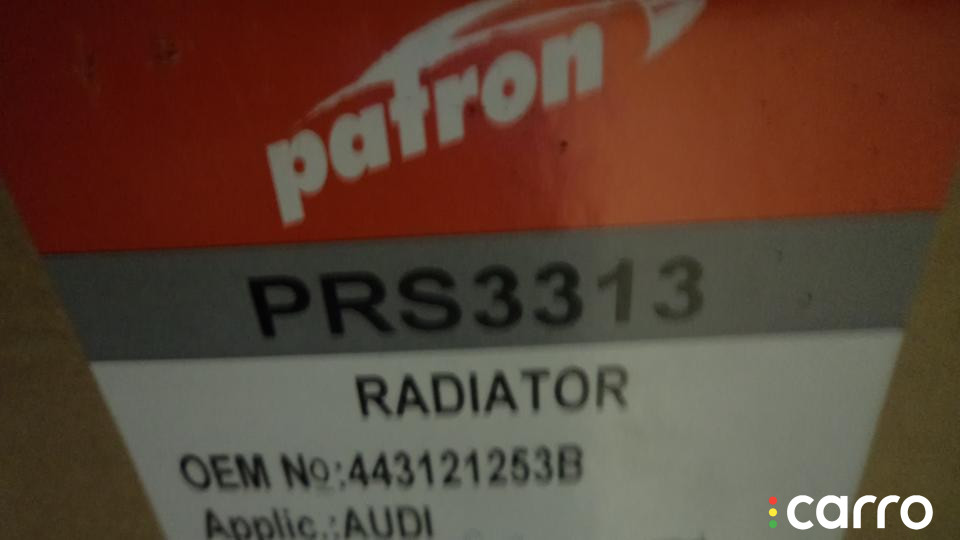 patron
PRS3313
RADIATOR
OEM №:443121253B
Applic.:AUDI
carro